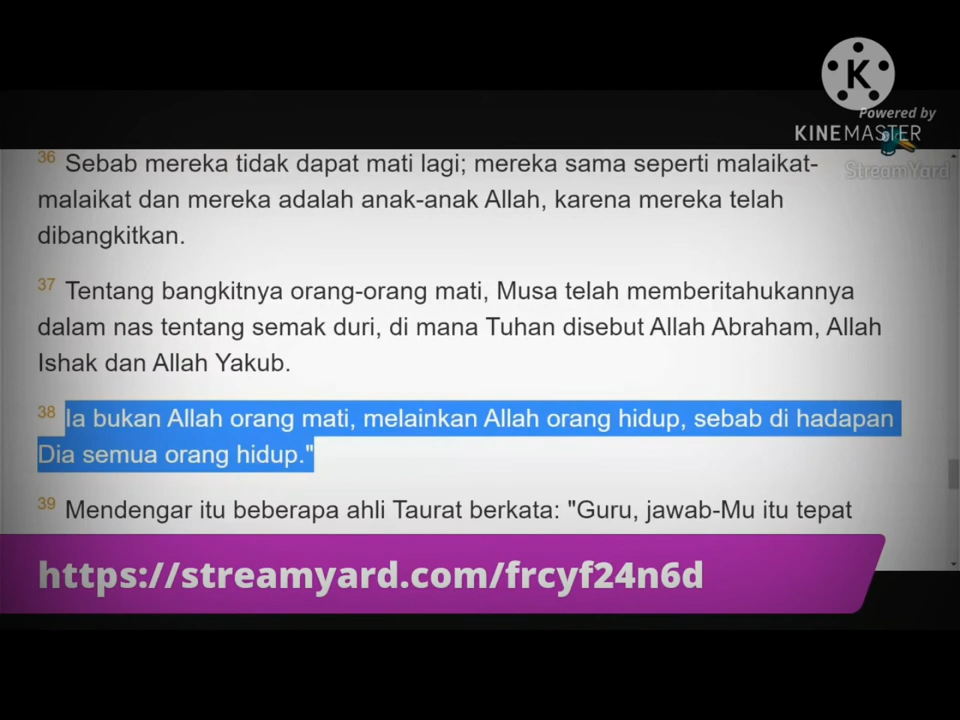 K
Powered by
KINEMASTER
StreamYard
36 Sebab mereka tidak dapat mati lagi; mereka sama seperti malaikat-
malaikat dan mereka adalah anak-anak Allah, karena mereka telah
dibangkitkan.
37 Tentang bangkitnya orang-orang mati, Musa telah memberitahukannya
dalam nas tentang semak duri, di mana Tuhan disebut Allah Abraham, Allah
Ishak dan Allah Yakub.
38 Ia bukan Allah orang mati, melainkan Allah orang hidup, sebab di hadapan
Dia semua orang hidup."
39 Mendengar itu beberapa ahli Taurat berkata: "Guru, jawab-Mu itu tepat
https://streamyard.com/frcyf24n6d